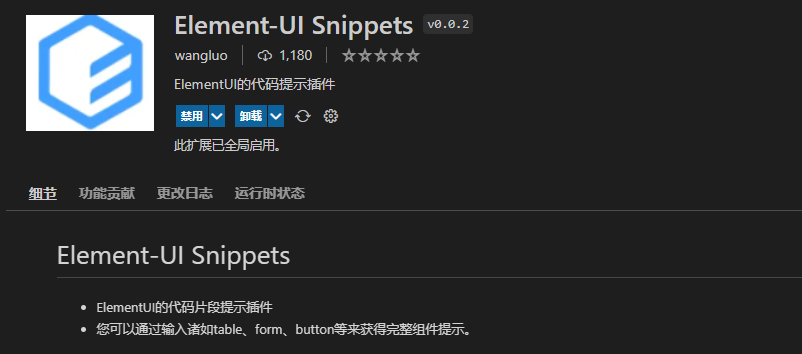 Element-UI Snippets v0.0.2
wangluo 1,180
ElementUI的代码提示插件
禁用 卸载
此扩展已全局启用。
细节 功能贡献 更改日志 运行时状态
Element-UI Snippets
ElementUI的代码片段提示插件
您可以通过输入诸如table、form、button等来获得完整组件提示。